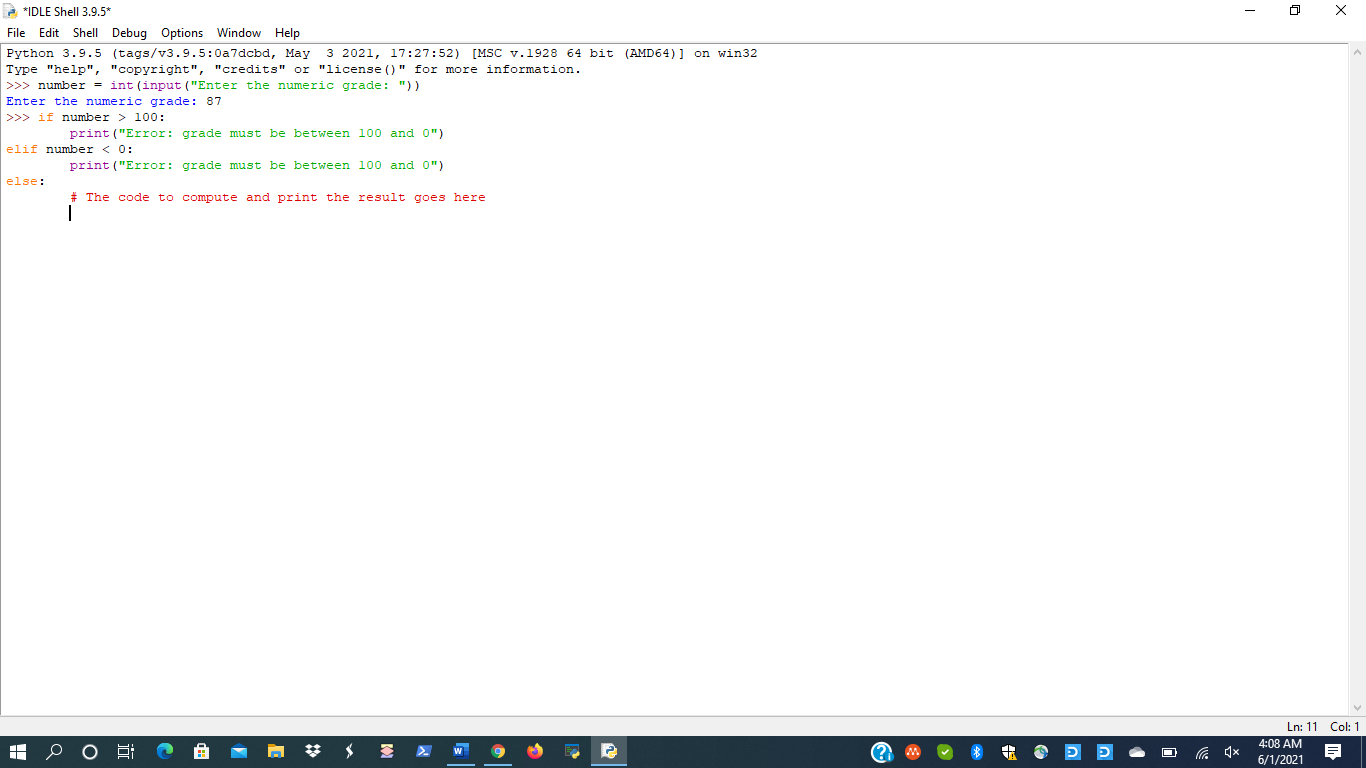 *IDLE Shell 3.9.5*
File Edit Shell Debug Options Window Help
Python 3.9.5 (tags/v3.9.5:0a7dcbd, May  3 2021, 17:27:52) [MSC v.1928 64 bit (AMD64)] on win32
Type "help", "copyright", "credits" or "license()" for more information.
>>> number = int(input("Enter the numeric grade: "))
Enter the numeric grade: 87
>>> if number > 100:
        print("Error: grade must be between 100 and 0")
elif number < 0:
        print("Error: grade must be between 100 and 0")
else:
        # The code to compute and print the result goes here
Ln: 11 Col: 1
4:08 AM
6/1/2021